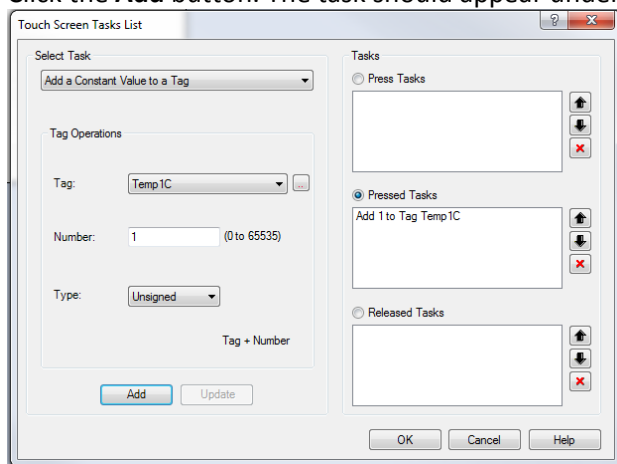 Click the Add button. The task should appear under
Touch Screen Tasks List
Select Task
Add a Constant Value to a Tag
Tag Operations
Tag:
Temp1C
...
Number:
1
(0 to 65535)
Type:
Unsigned
Tag + Number
Add
Update
Tasks
Press Tasks
Pressed Tasks
Add 1 to Tag Temp1C
Released Tasks
OK
Cancel
Help